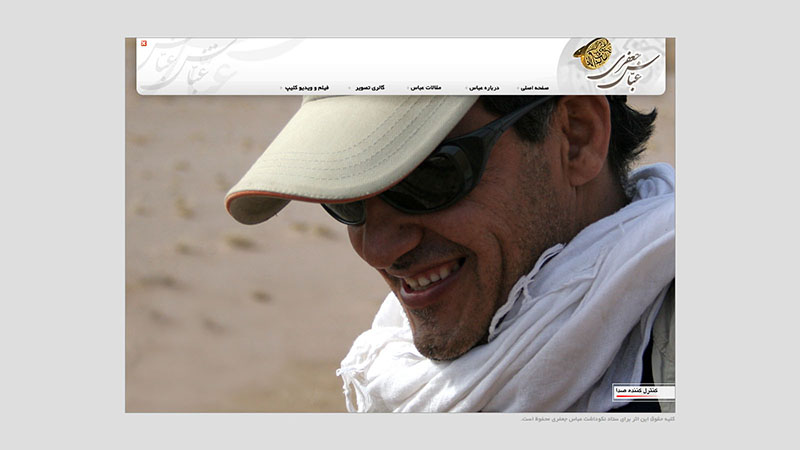 عباس جعفری
صفحه اصلی
درباره عباس
مقالات عباس
گالری تصویر
فیلم و ویدیو کلیپ
کنترل کننده صدا
کلیه حقوق این اثر برای ستاد نکوداشت عباس جعفری محفوظ است.